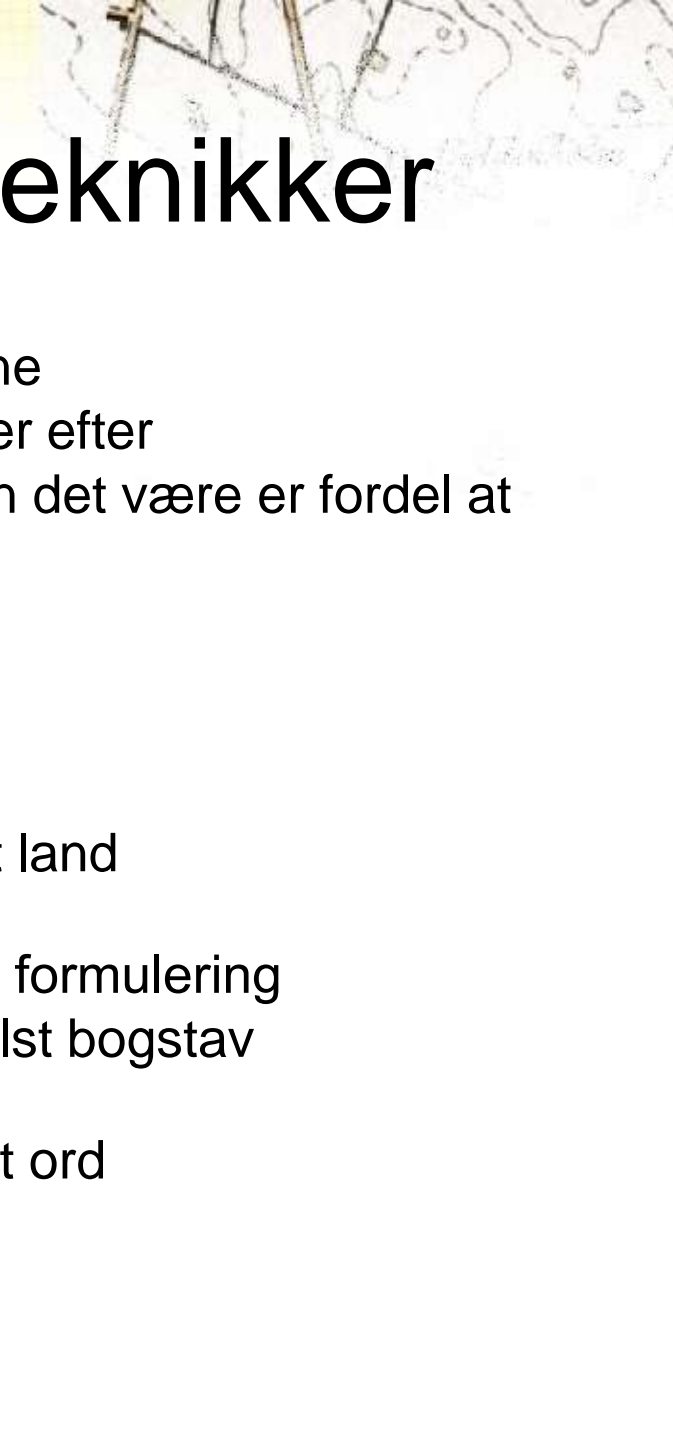 eknikker
ne
er efter
n det være er fordel at
t land
formulering
lst bogstav
t ord